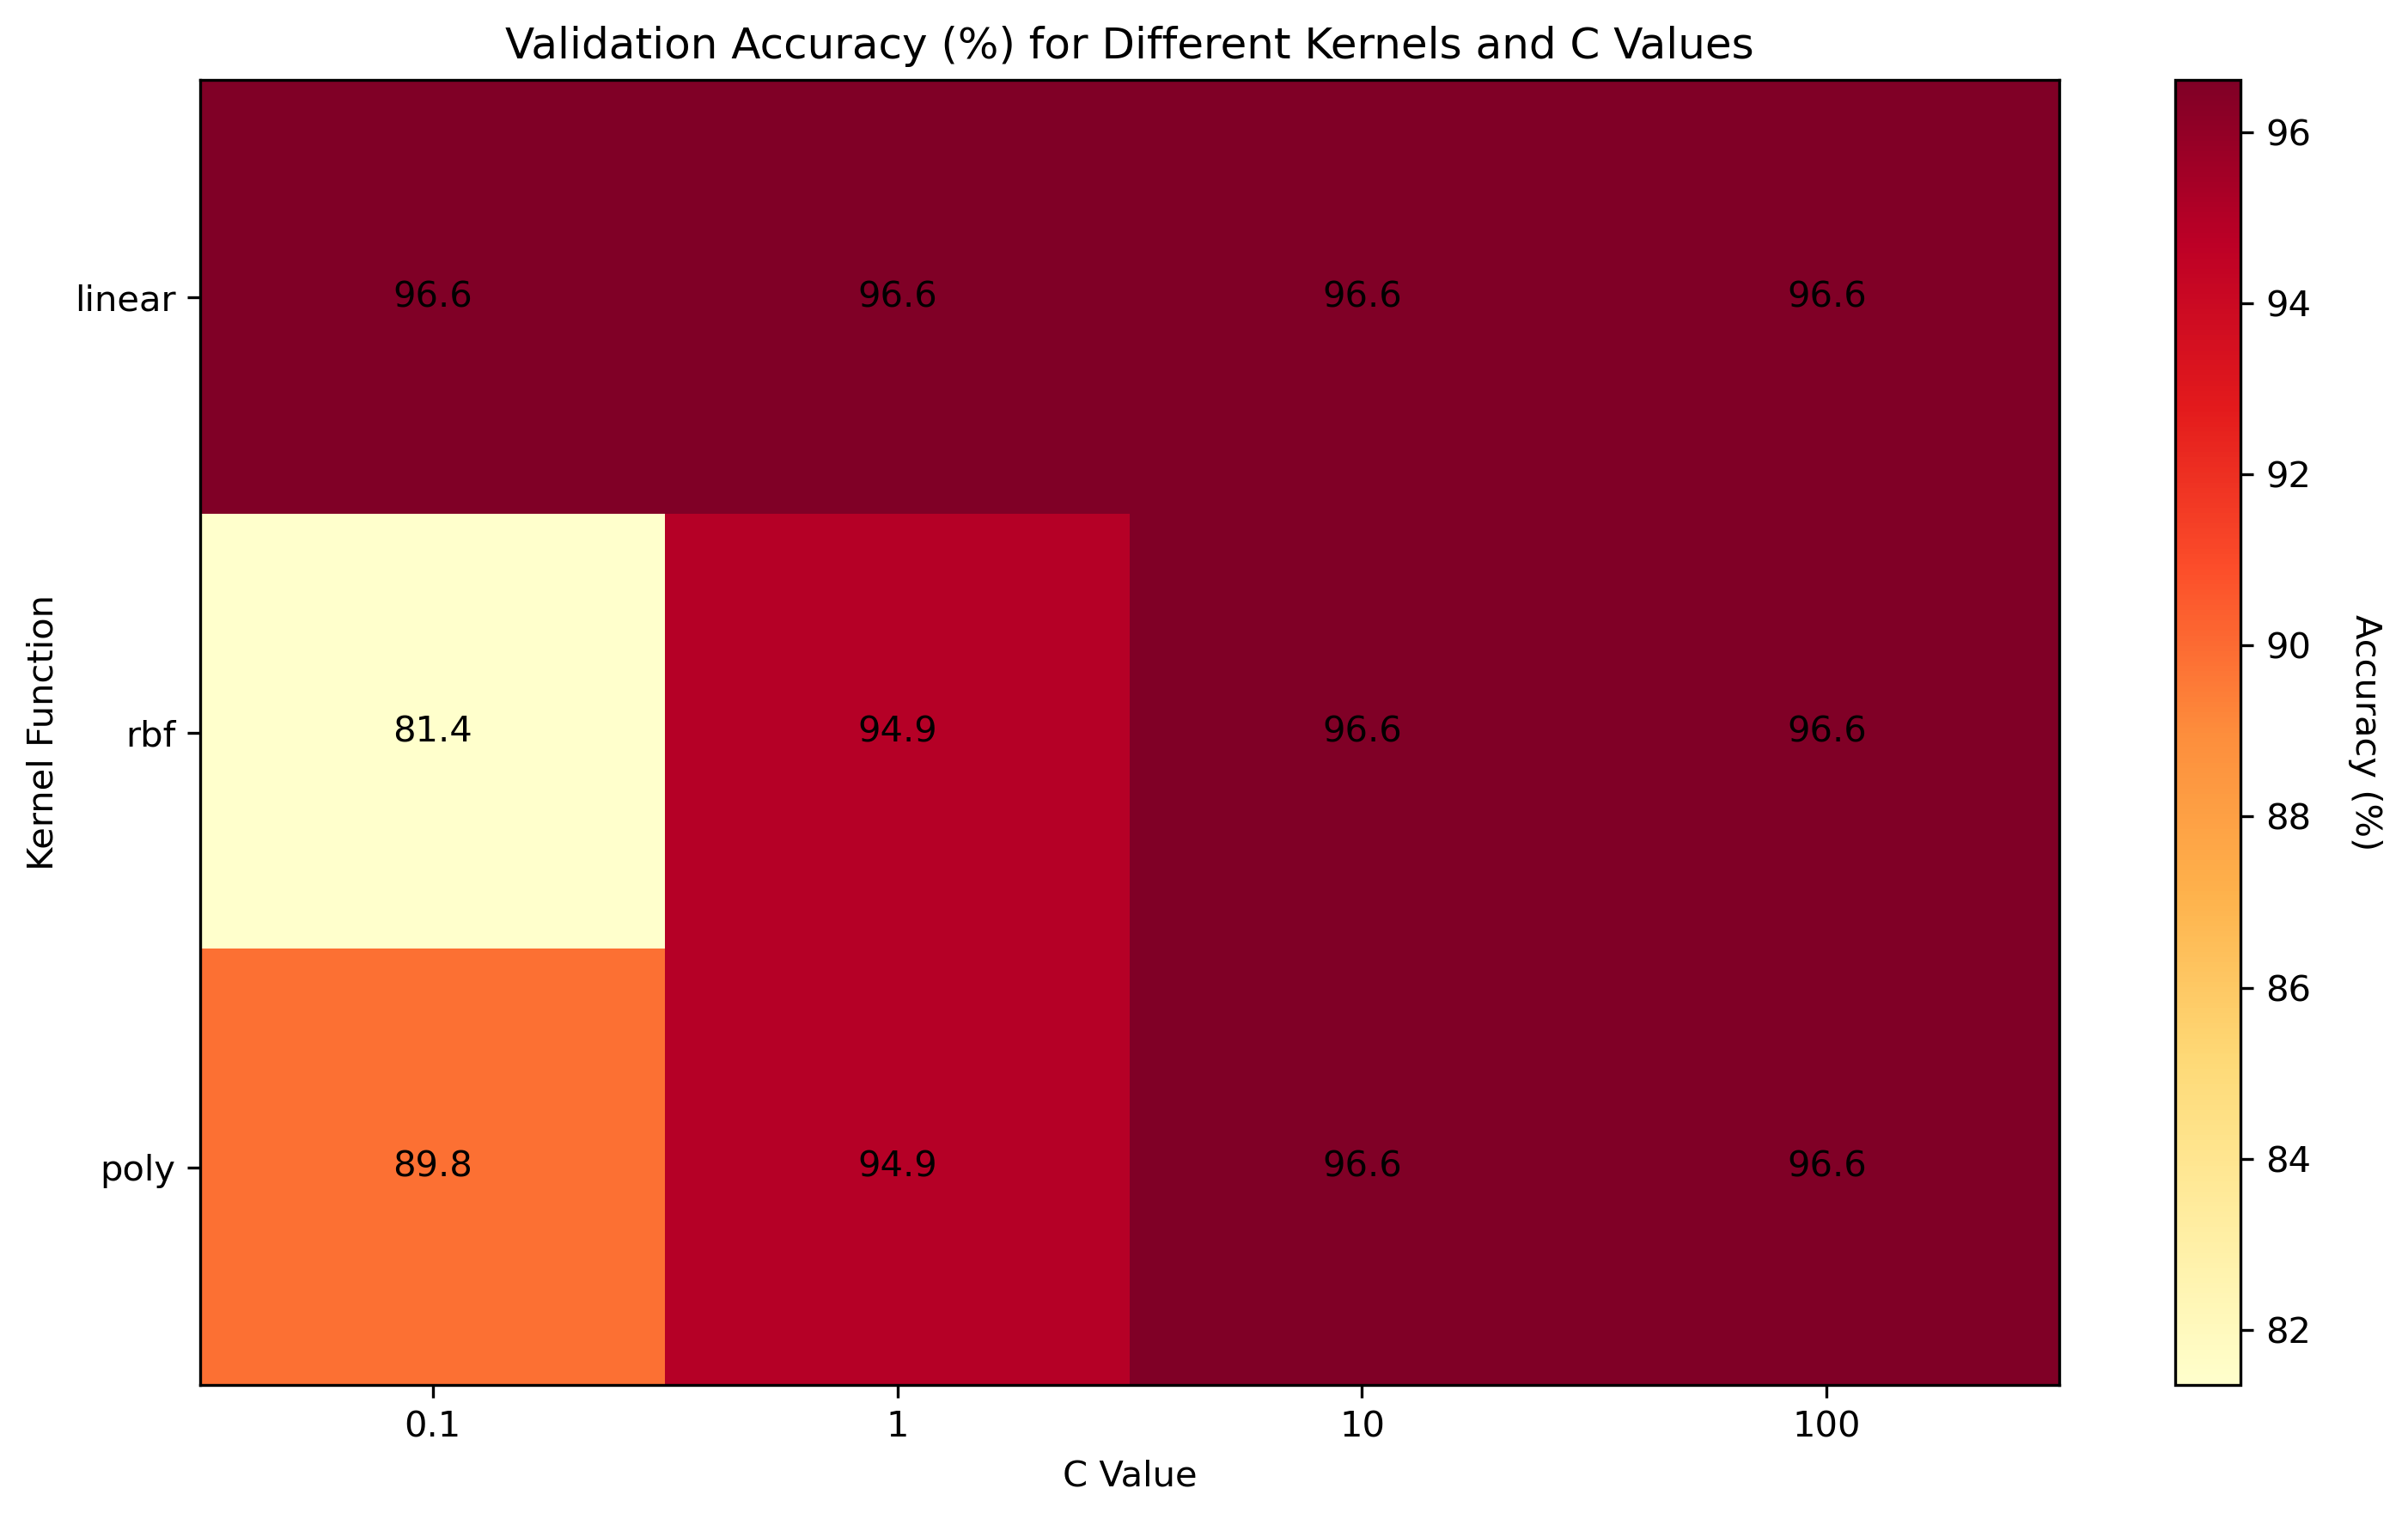 Validation Accuracy (%) for Different Kernels and C Values
Kernel Function
linear
96.6 96.6 96.6 96.6
rbf
81.4 94.9 96.6 96.6
poly
89.8 94.9 96.6 96.6
0.1 1 10 100
C Value
96
94
92
90
88
86
84
82
Accuracy (%)